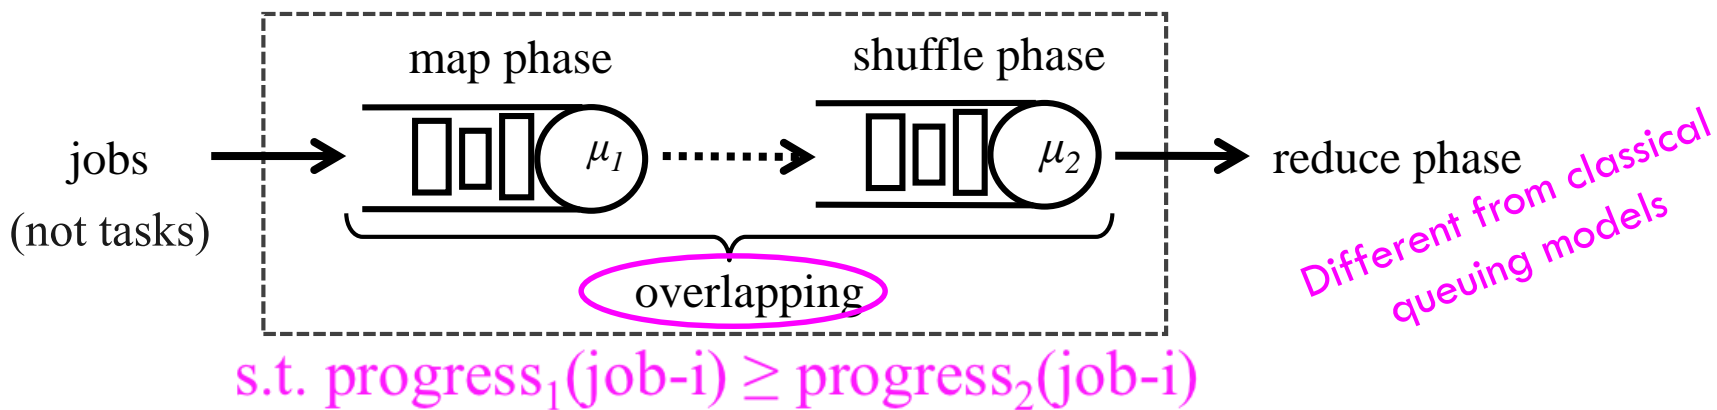 map phase
shuffle phase
jobs
(not tasks)
μ₁
μ₂
reduce phase
Different from classical
queuing models
overlapping
s.t. progress₁(job-i) ≥ progress₂(job-i)